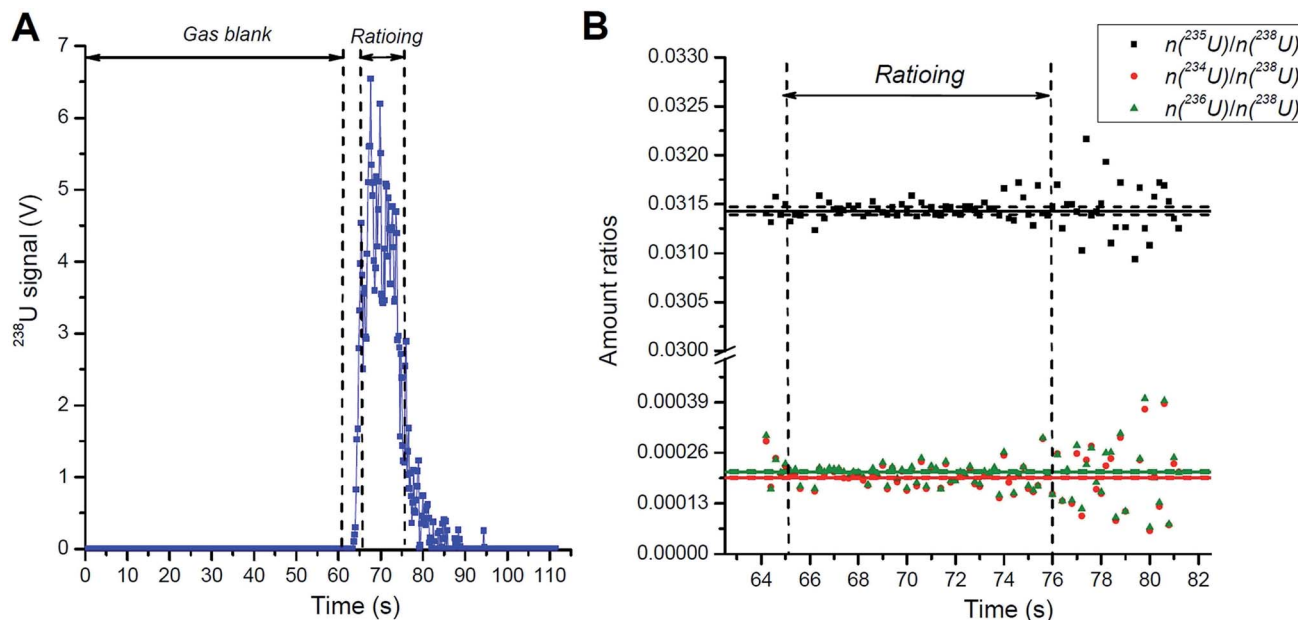 A
Gas blank
Ratioing
7
6
5
4
3
2
1
0
²³⁸U signal (V)
0 10 20 30 40 50 60 70 80 90 100 110
Time (s)
B
n(²³⁵U)/n(²³⁸U)
n(²³⁴U)/n(²³⁸U)
n(²³⁶U)/n(²³⁸U)
Ratioing
0.0330
0.0325
0.0320
0.0315
0.0310
0.0305
0.0300
0.00039
0.00026
0.00013
0.00000
Amount ratios
64 66 68 70 72 74 76 78 80 82
Time (s)